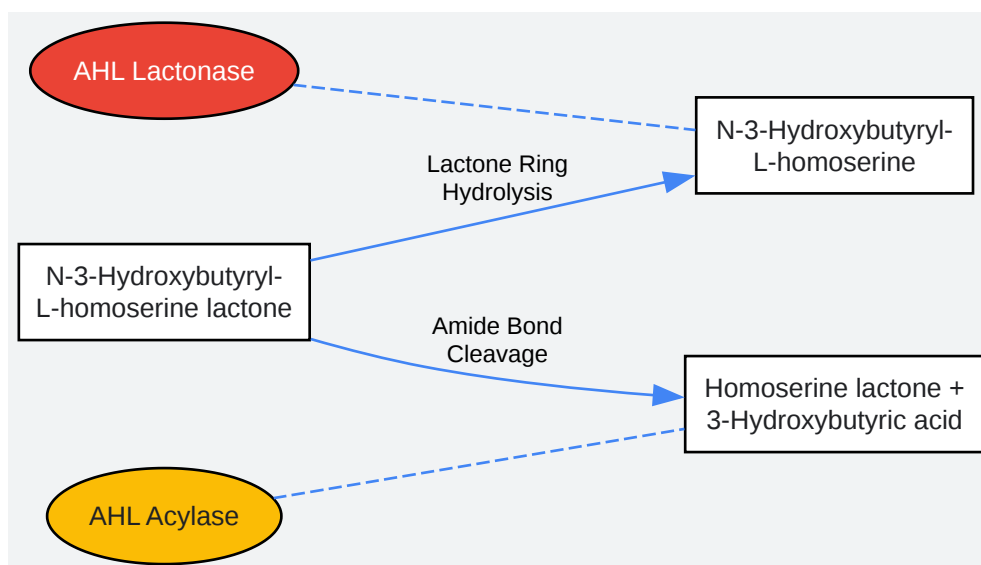 AHL Lactonase
N-3-Hydroxybutyryl-
L-homoserine
Lactone Ring
Hydrolysis
N-3-Hydroxybutyryl-
L-homoserine lactone
Amide Bond
Cleavage
Homoserine lactone +
3-Hydroxybutyric acid
AHL Acylase